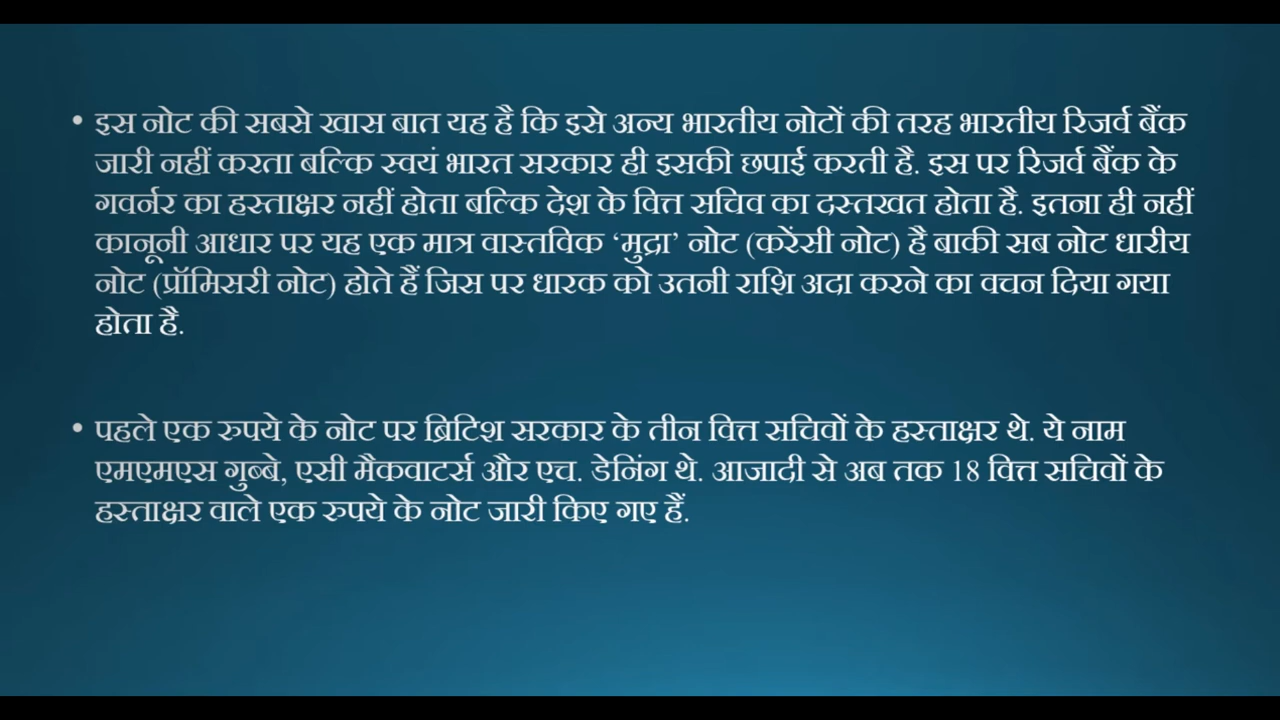 • इस नोट की सबसे खास बात यह है कि इसे अन्य भारतीय नोटों की तरह भारतीय रिजर्व बैंक
जारी नहीं करता बल्कि स्वयं भारत सरकार ही इसकी छपाई करती है. इस पर रिजर्व बैंक के
गवर्नर का हस्ताक्षर नहीं होता बल्कि देश के वित्त सचिव का दस्तखत होता है. इतना ही नहीं
कानूनी आधार पर यह एक मात्र वास्तविक ‘मुद्रा’ नोट (करेंसी नोट) है बाकी सब नोट धारीय
नोट (प्रॉमिसरी नोट) होते हैं जिस पर धारक को उतनी राशि अदा करने का वचन दिया गया
होता है.
• पहले एक रुपये के नोट पर ब्रिटिश सरकार के तीन वित्त सचिवों के हस्ताक्षर थे. ये नाम
एमएमएस गुब्बे, एसी मैकवाटर्स और एच. डेनिंग थे. आजादी से अब तक 18 वित्त सचिवों के
हस्ताक्षर वाले एक रुपये के नोट जारी किए गए हैं.